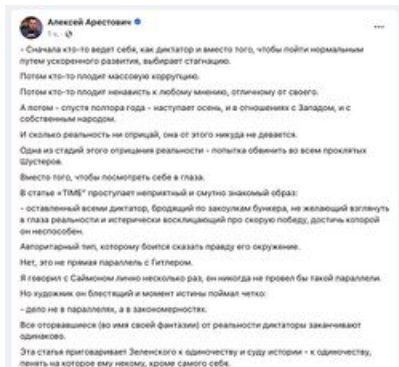 Алексей Арестович
1 ч. ·
- Сначала кто-то ведет себя, как диктатор и вместо того, чтобы пойти нормальным
путем ускоренного развития, выбирает стагнацию.
Потом кто-то плодит массовую коррупцию.
Потом кто-то плодит ненависть к любому мнению, отличному от своего.
А потом - спустя полтора года - наступает осень, и в отношениях с Западом, и с
собственным народом.
И сколько реальность ни отрицай, она от этого никуда не девается.
Одна из стадий этого отрицания реальности - попытка обвинить во всем проклятых
Шустеров.
Вместо того, чтобы посмотреть себе в глаза.
В статье «TIME" проступает неприятный и смутно знакомый образ:
- оставленный всеми диктатор, бродящий по закоулкам бункера, не желающий взглянуть
в глаза реальности и истерически восклицающий про скорую победу, достичь которой
он неспособен.
Авторитарный тип, которому боится сказать правду его окружение.
Нет, это не прямая параллель с Гитлером.
Я говорил с Саймоном лично несколько раз, он никогда не провел бы такой параллели.
Но художник он блестящий и момент истины поймал четко:
- дело не в параллелях, а в закономерностях.
Все оторвавшиеся (во имя своей фантазии) от реальности диктаторы заканчивают
одинаково.
Эта статья приговаривает Зеленского к одиночеству и суду истории - к одиночеству,
пенять на которое ему некому, кроме самого себя.